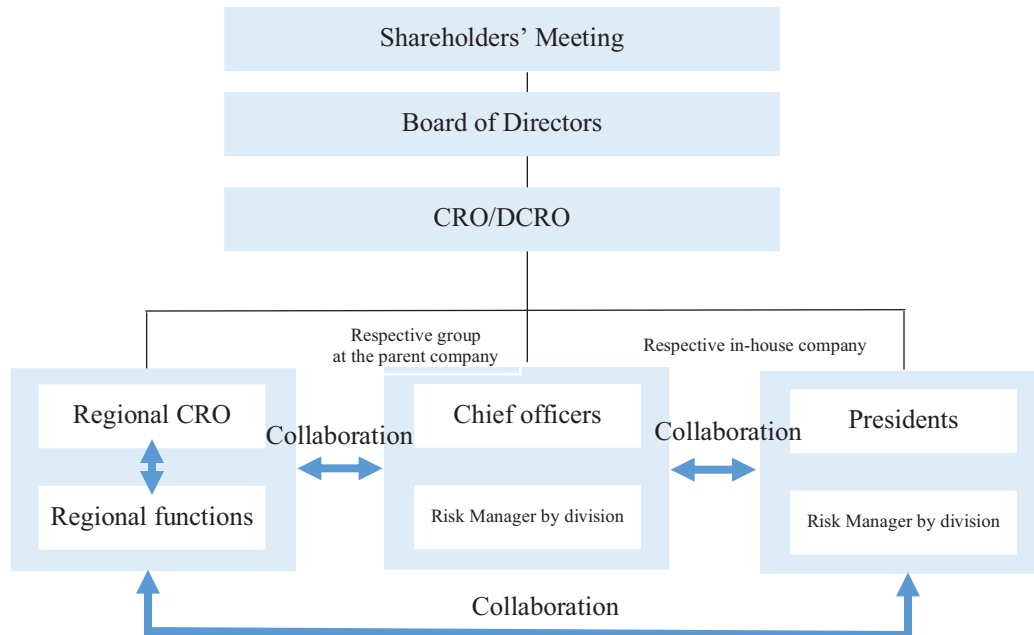 Shareholders’ Meeting
Board of Directors
CRO/DCRO
Respective group
at the parent company
Respective in-house company
Regional CRO
Regional functions
Collaboration
Chief officers
Risk Manager by division
Collaboration
Presidents
Risk Manager by division
Collaboration